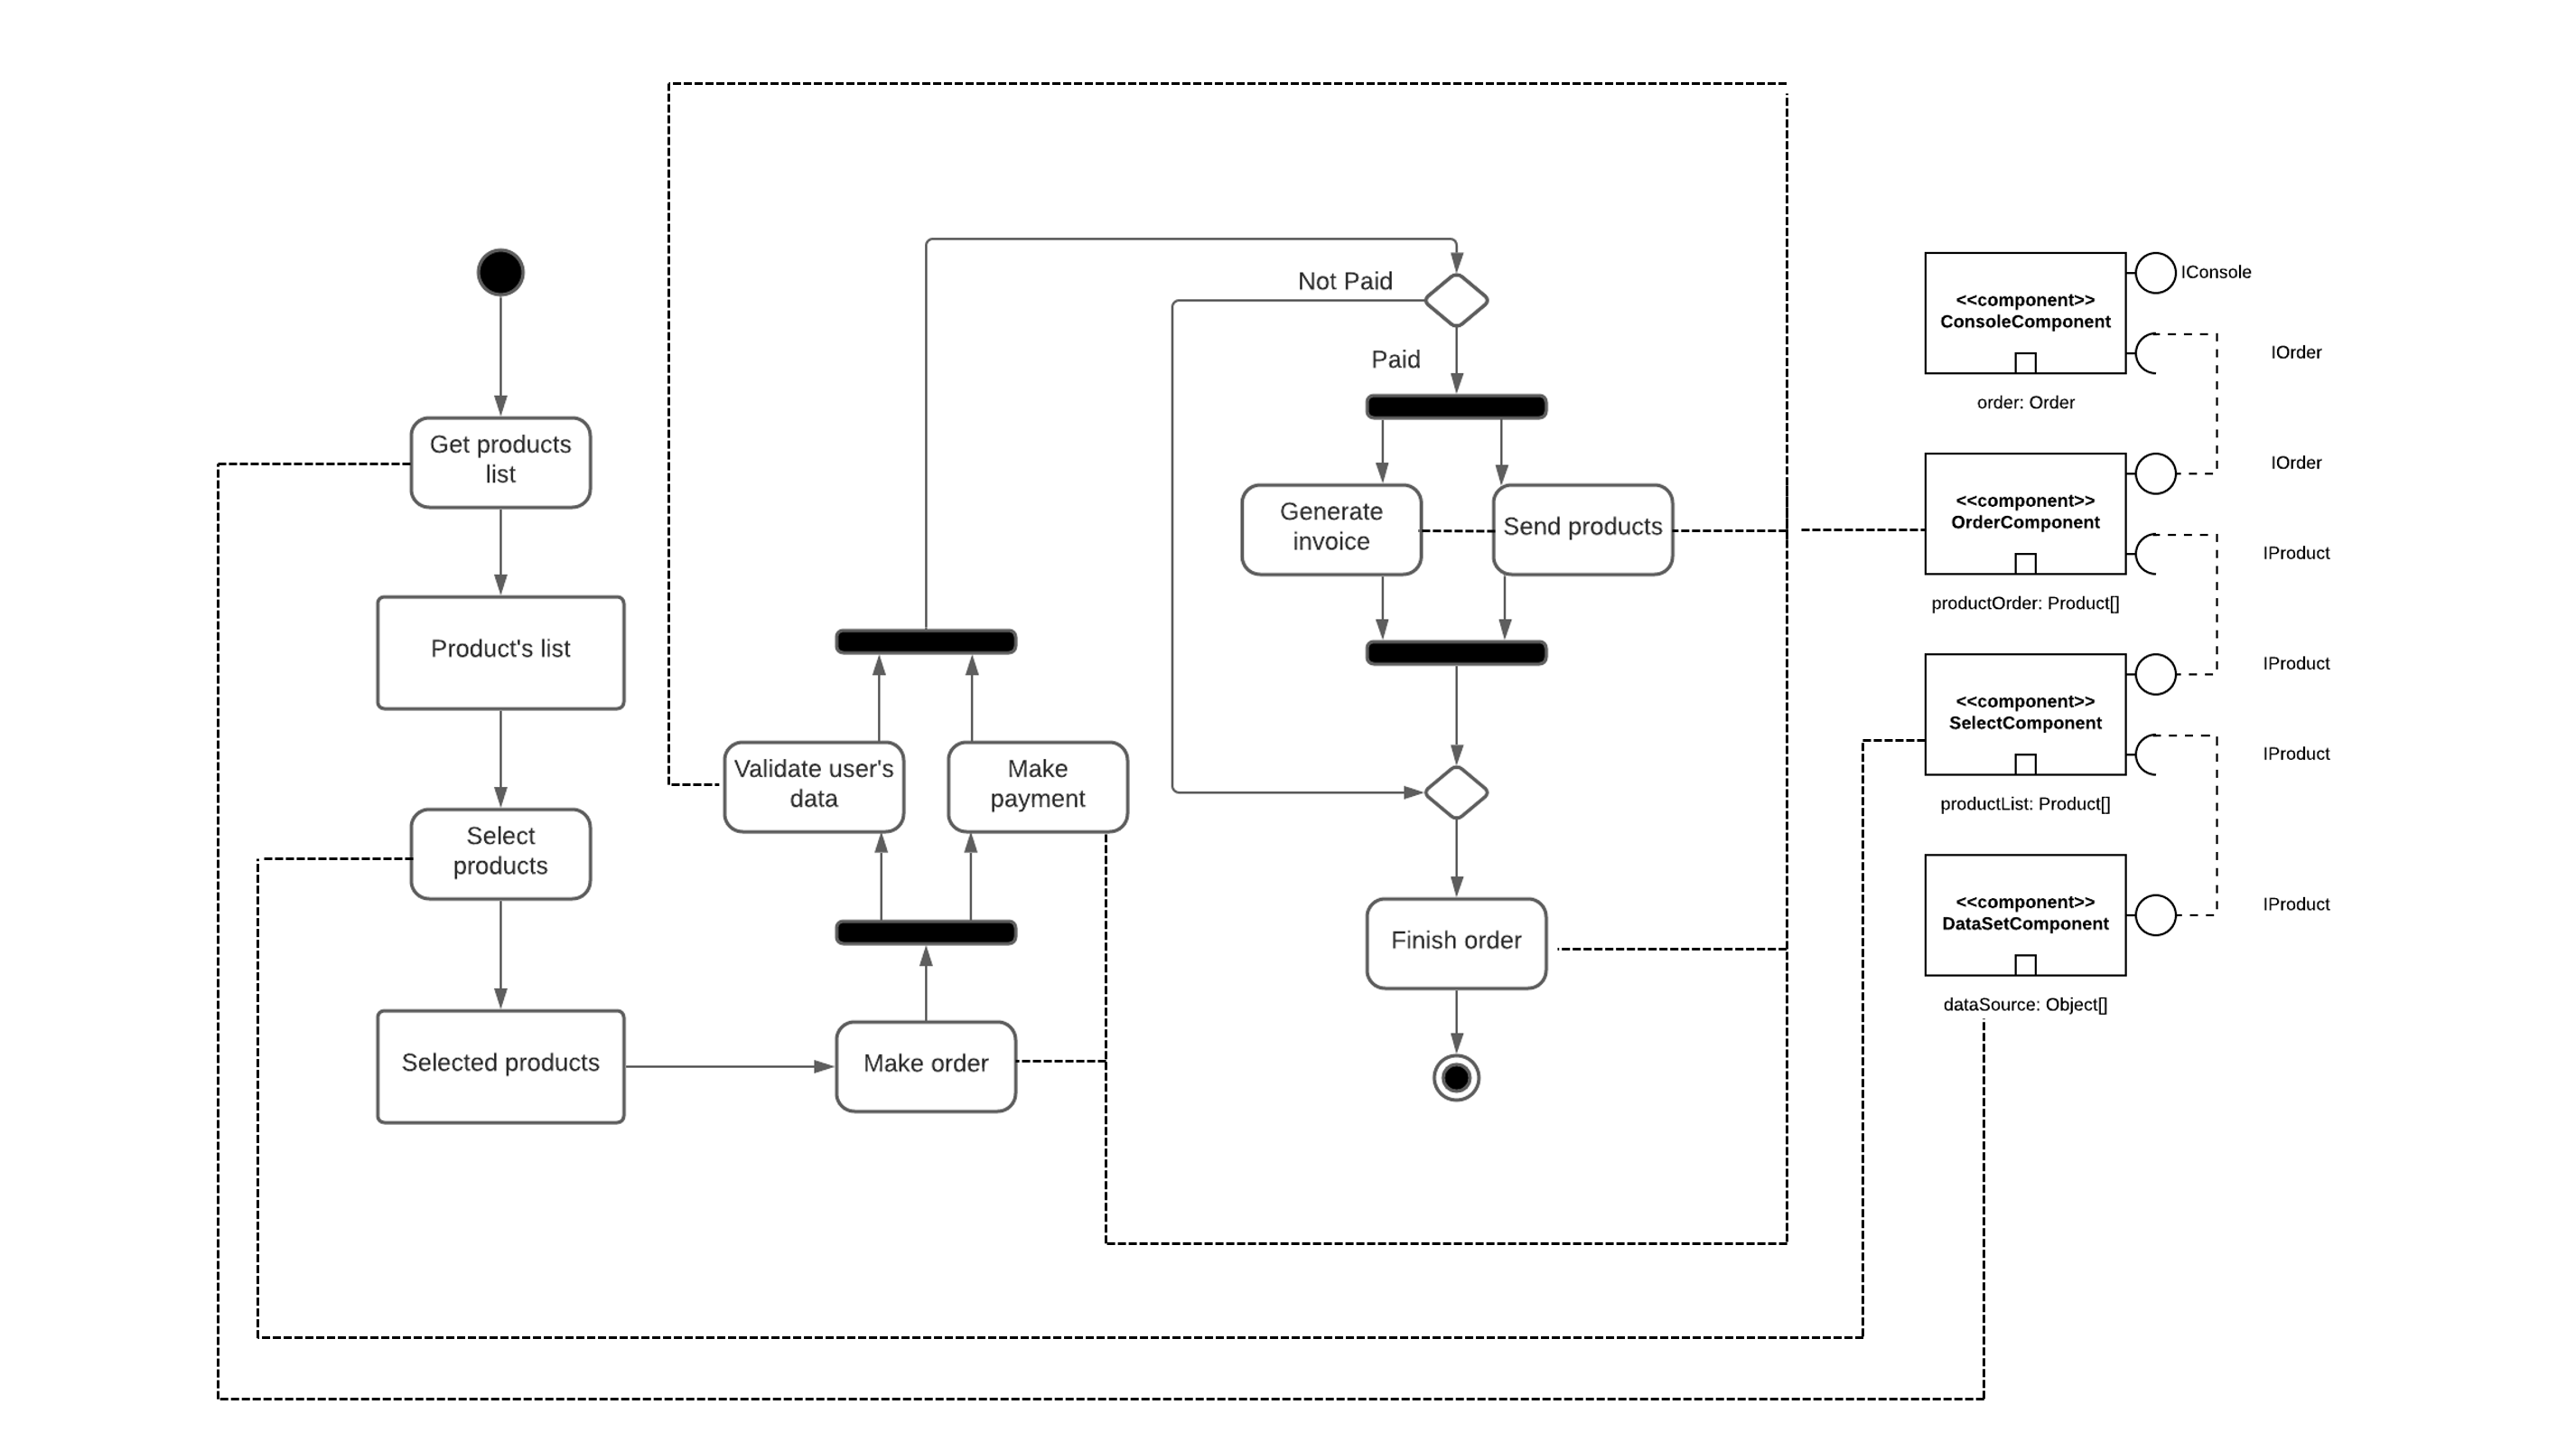 Get products
list
Product's list
Select
products
Selected products
Make order
Validate user's
data
Make
payment
Not Paid
Paid
Generate
invoice
Send products
Finish order
<<component>>
ConsoleComponent
IConsole
IOrder
order: Order
<<component>>
OrderComponent
IOrder
IProduct
productOrder: Product[]
<<component>>
SelectComponent
IProduct
IProduct
productList: Product[]
<<component>>
DataSetComponent
IProduct
dataSource: Object[]